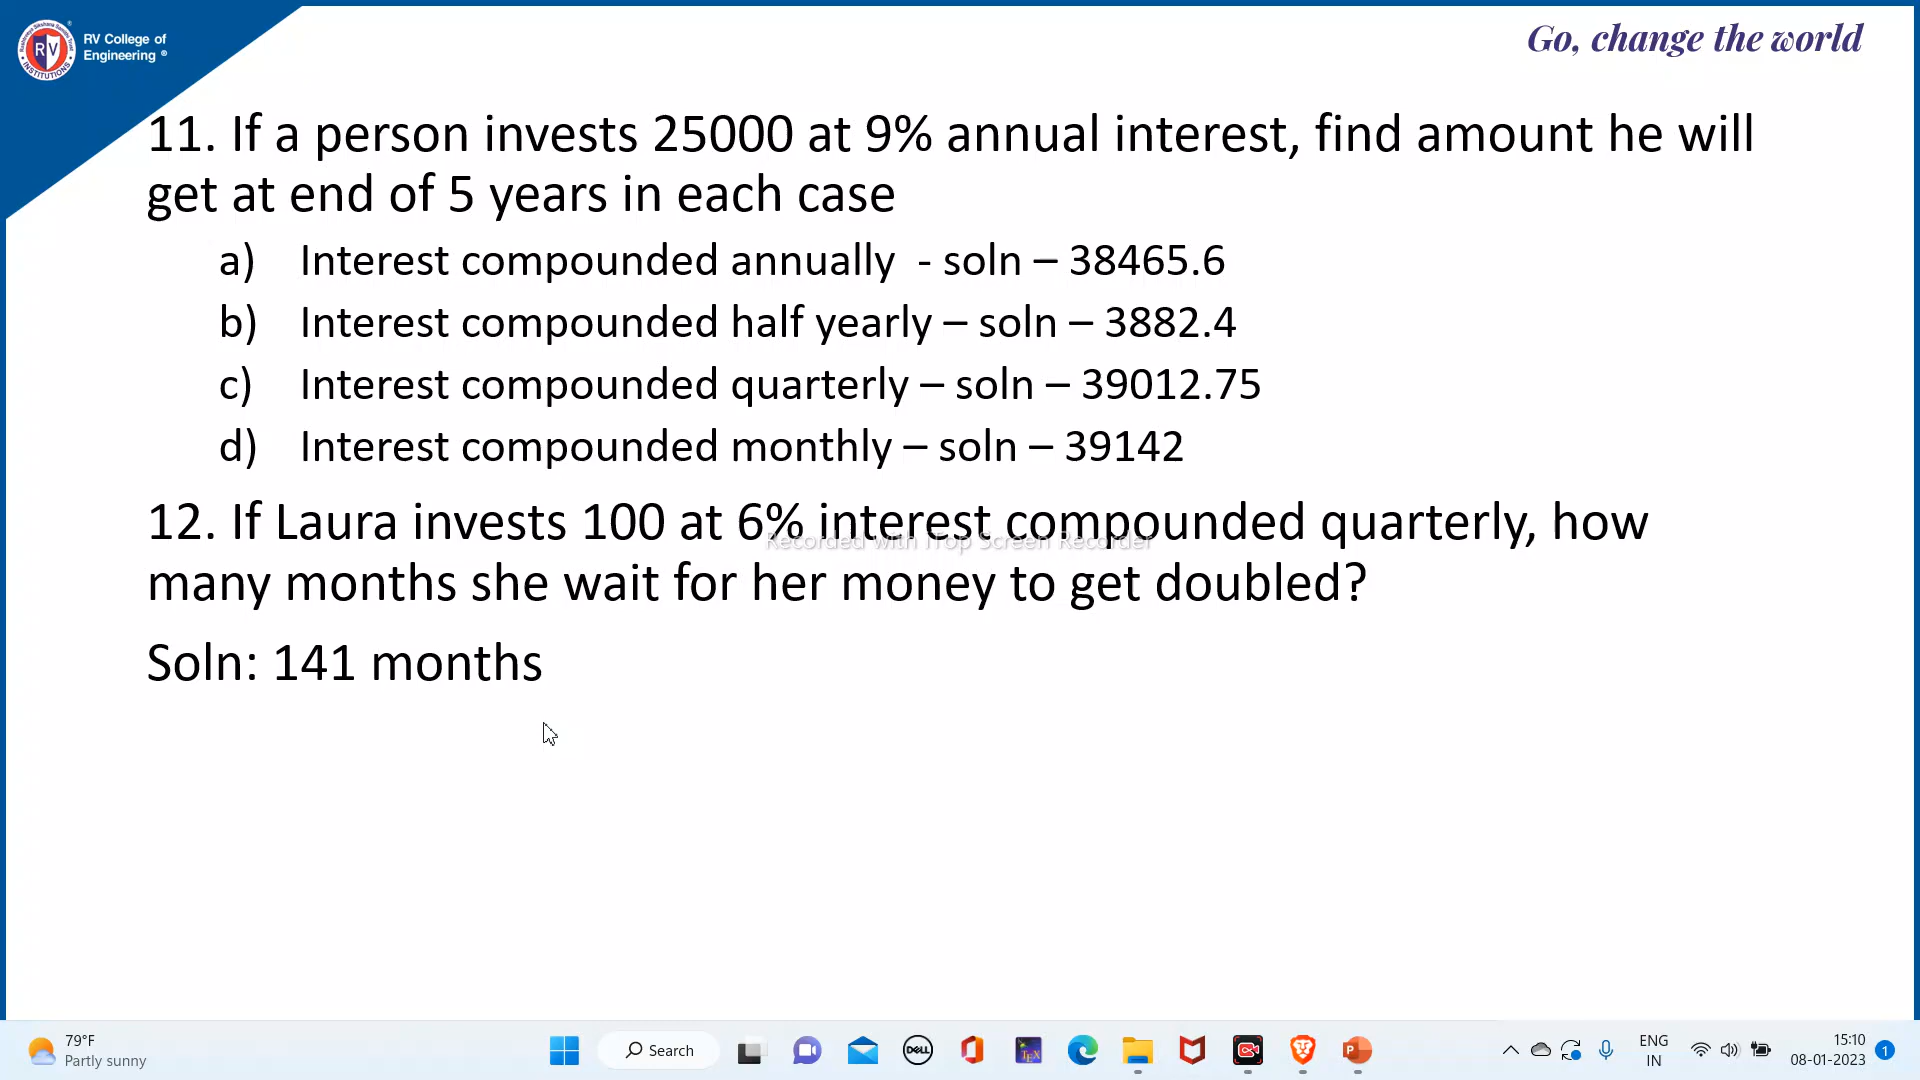 RV College of
Engineering ®
RV
INSTITUTIONS
Go, change the world
11. If a person invests 25000 at 9% annual interest, find amount he will
get at end of 5 years in each case
a) Interest compounded annually - soln – 38465.6
b) Interest compounded half yearly – soln – 3882.4
c) Interest compounded quarterly – soln – 39012.75
d) Interest compounded monthly – soln – 39142
12. If Laura invests 100 at 6% interest compounded quarterly, how
Recorded with iTop Screen Recorder
many months she wait for her money to get doubled?
Soln: 141 months
79°F
Partly sunny
Search
DELL
TEX
P
ENG
IN
15:10
08-01-2023
1